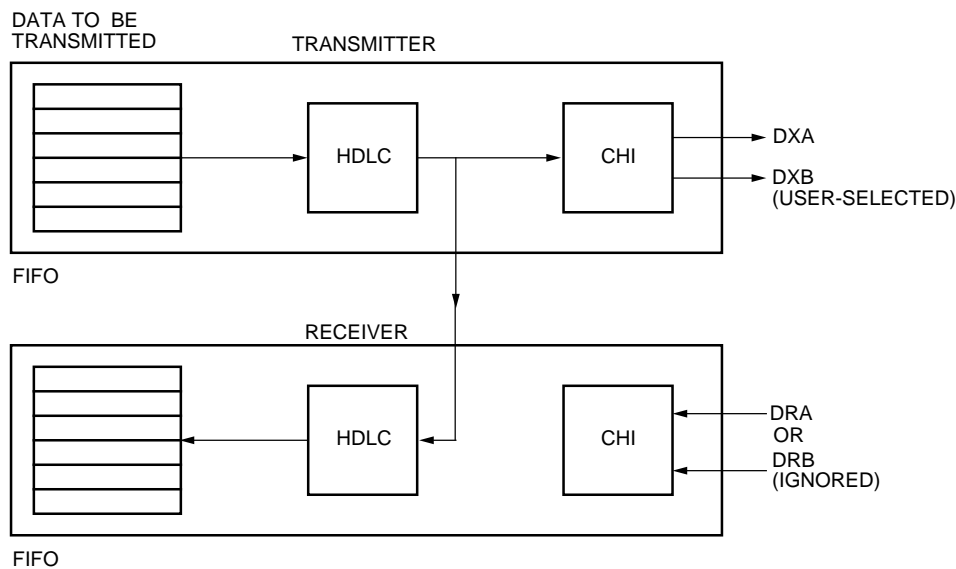 DATA TO BE
TRANSMITTED
TRANSMITTER
HDLC
CHI
DXA
DXB
(USER-SELECTED)
FIFO
RECEIVER
HDLC
CHI
DRA
OR
DRB
(IGNORED)
FIFO